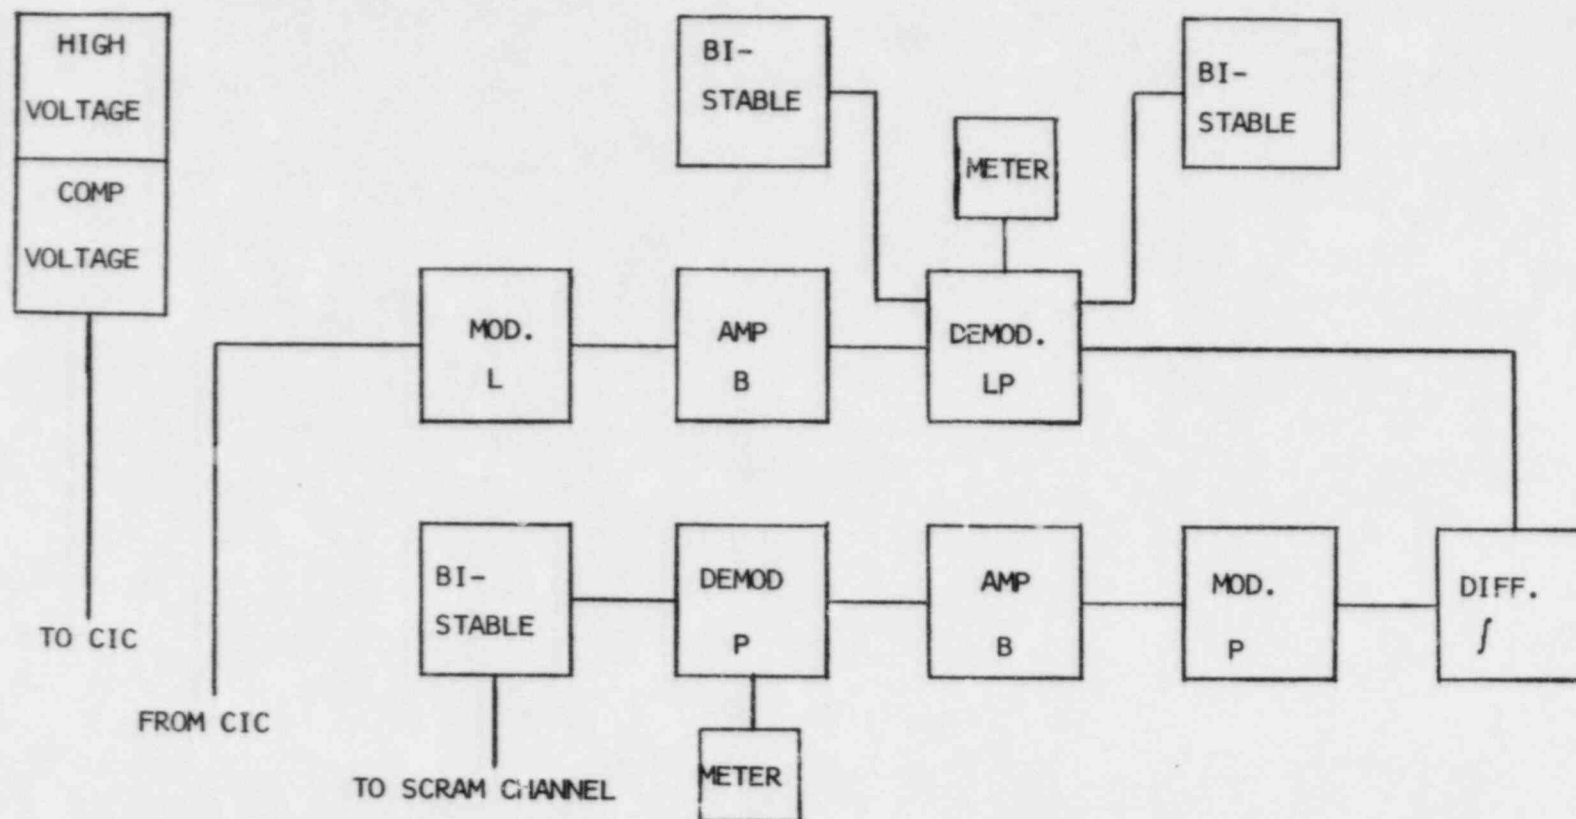 HIGH
VOLTAGE
COMP
VOLTAGE
TO CIC
FROM CIC
BI-
STABLE
METER
BI-
STABLE
MOD.
L
AMP
B
DEMOD.
LP
BI-
STABLE
DEMOD
P
AMP
B
MOD.
P
DIFF.
∫
METER
TO SCRAM CHANNEL